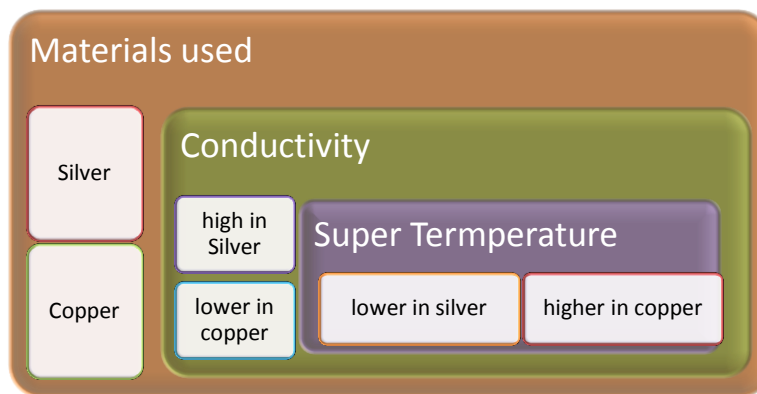 Materials used
Silver
Copper
Conductivity
high in
Silver
lower in
copper
Super Termperature
lower in silver
higher in copper